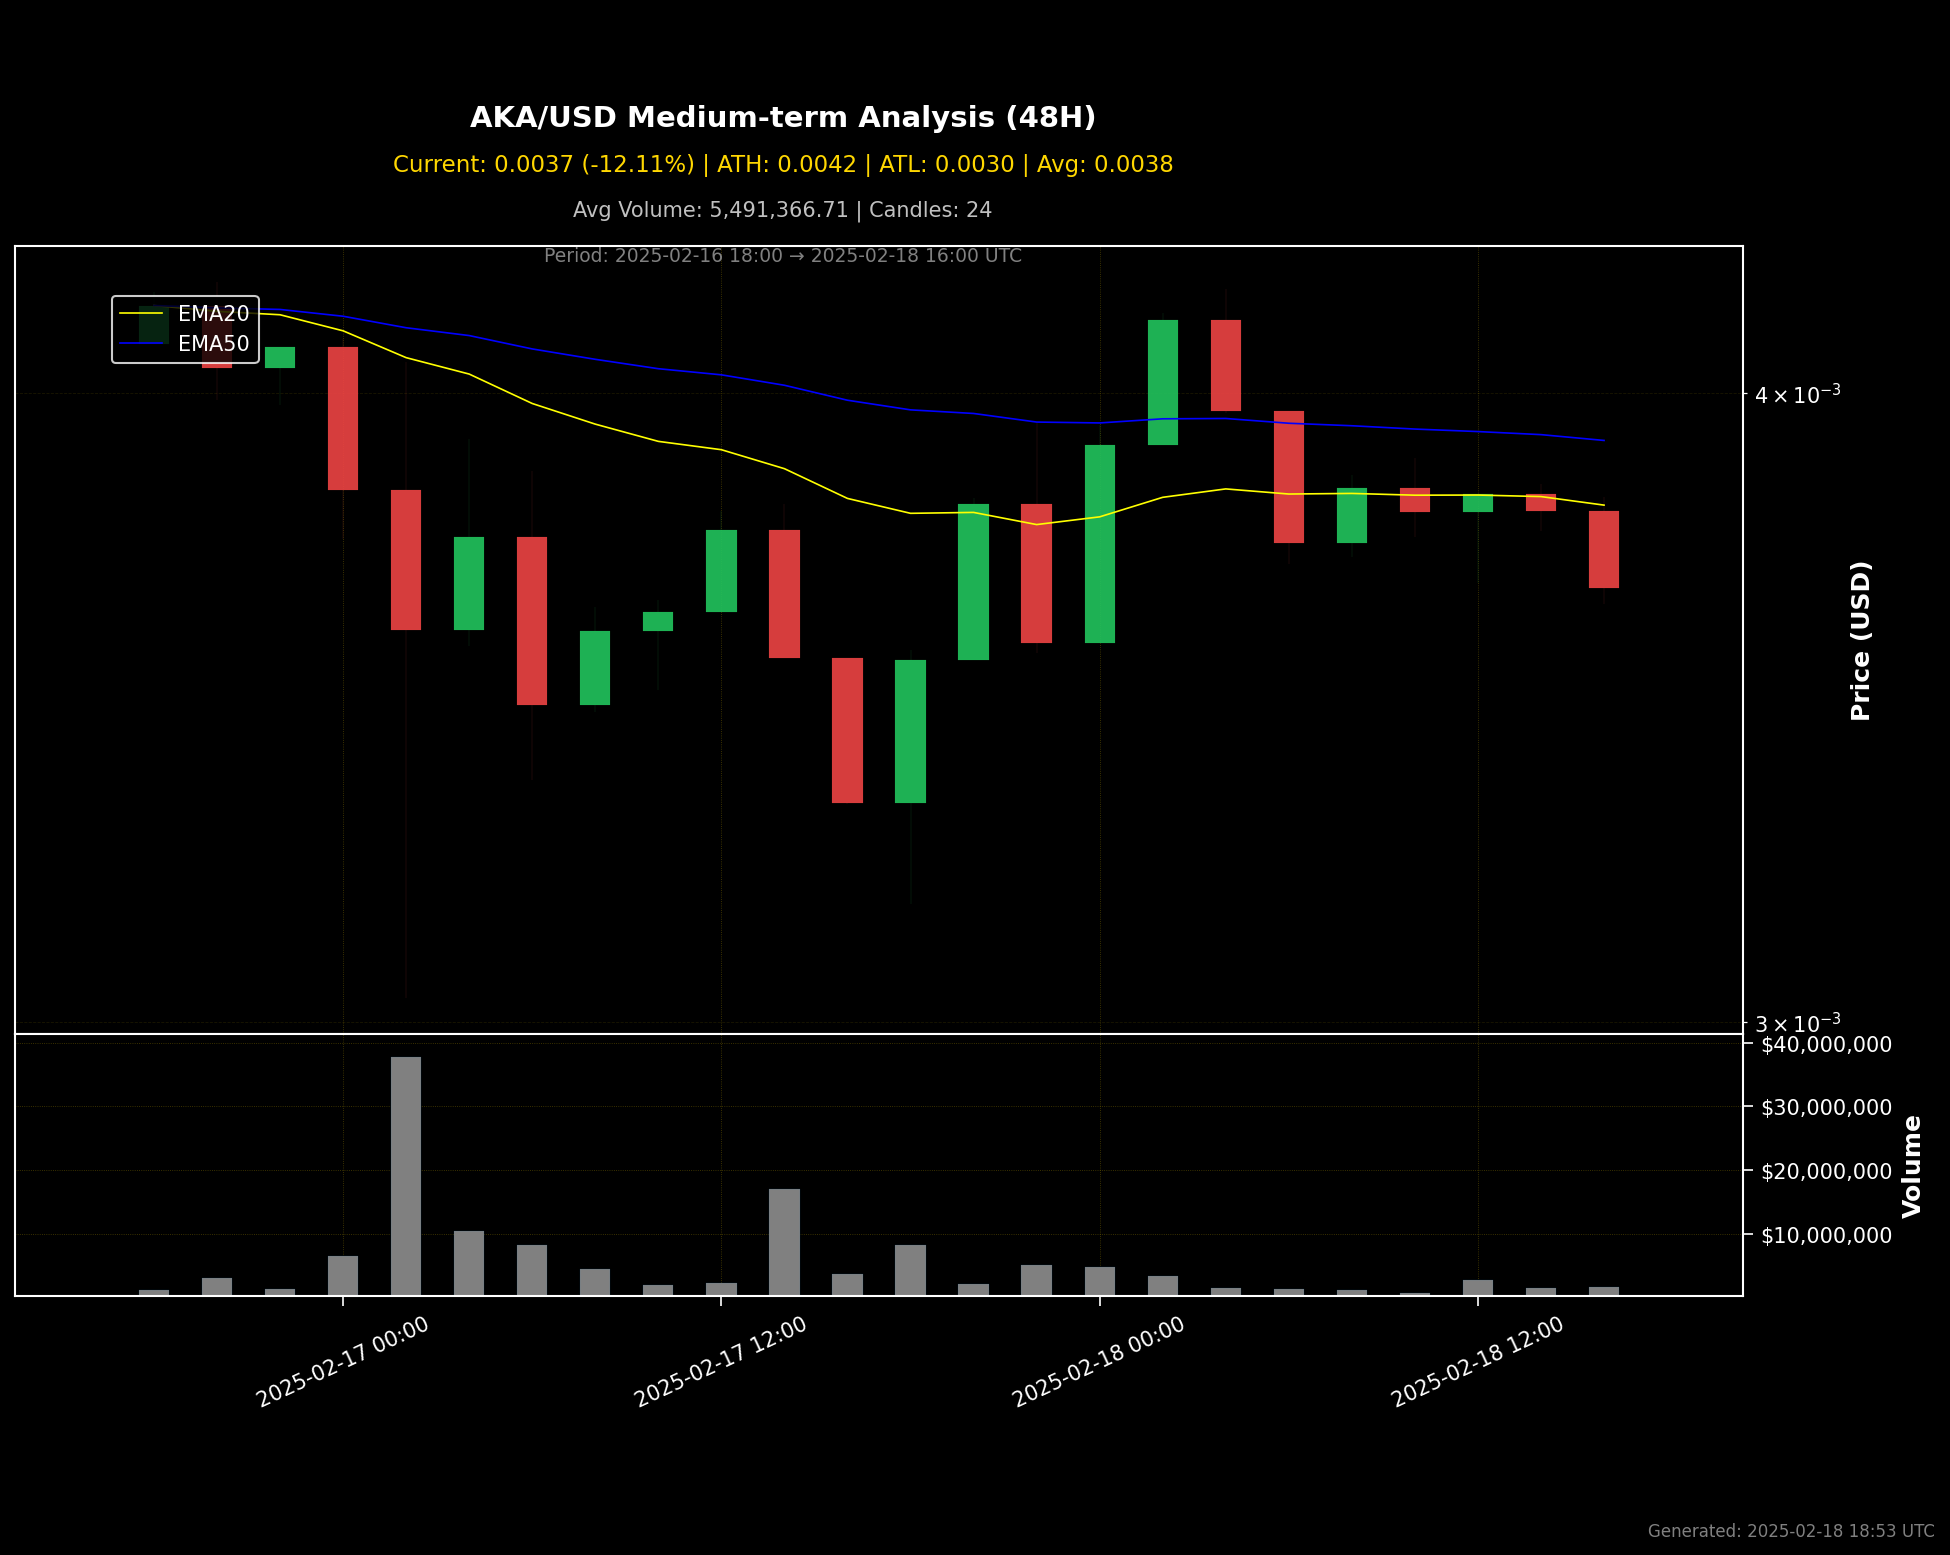 AKA/USD Medium-term Analysis (48H)
Current: 0.0037 (-12.11%) | ATH: 0.0042 | ATL: 0.0030 | Avg: 0.0038
Avg Volume: 5,491,366.71 | Candles: 24
Period: 2025-02-16 18:00 → 2025-02-18 16:00 UTC
EMA20
EMA50
4 × 10⁻³
3 × 10⁻³
Price (USD)
$40,000,000
$30,000,000
$20,000,000
$10,000,000
Volume
2025-02-17 00:00
2025-02-17 12:00
2025-02-18 00:00
2025-02-18 12:00
Generated: 2025-02-18 18:53 UTC